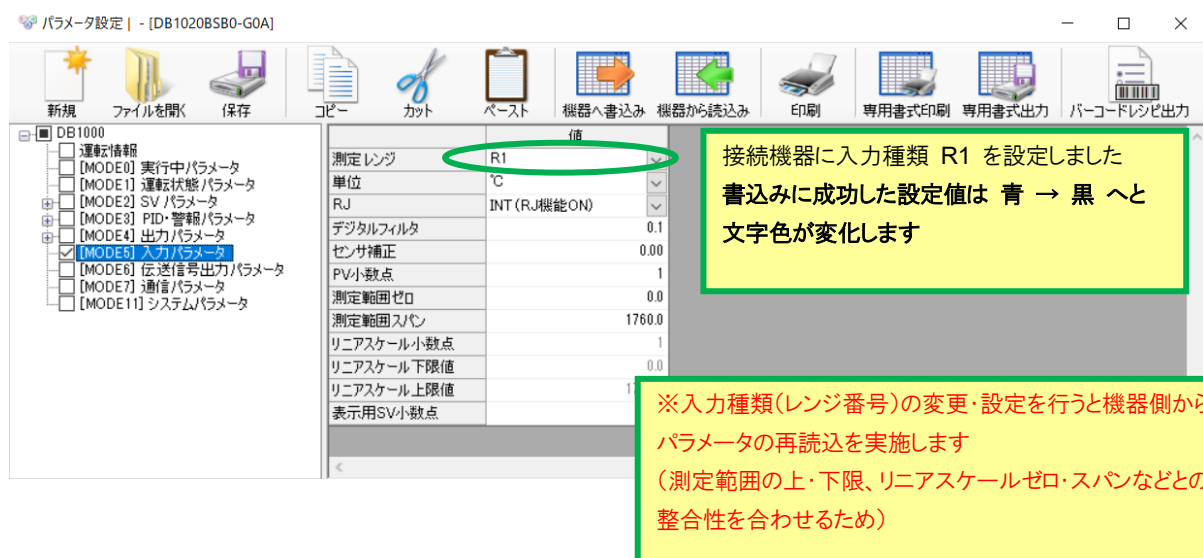 パラメータ設定 | - [DB1020BSB0-G0A]
新規 ファイルを開く 保存 コピー カット ペースト 機器へ書込み 機器から読込み 印刷 専用書式印刷 専用書式出力 バーコードレシピ出力
DB1000
運転情報
[MODE0] 実行中パラメータ
[MODE1] 運転状態パラメータ
[MODE2] SV パラメータ
[MODE3] PID・警報パラメータ
[MODE4] 出力パラメータ
[MODE5] 入力パラメータ
[MODE6] 伝送信号出力パラメータ
[MODE7] 通信パラメータ
[MODE11] システムパラメータ
値
測定レンジ R1
単位 ℃
RJ INT (RJ機能ON)
デジタルフィルタ 0.1
センサ補正 0.00
PV小数点 1
測定範囲ゼロ 0.0
測定範囲スパン 1760.0
リニアスケール小数点 1
リニアスケール下限値 0.0
リニアスケール上限値
表示用SV小数点
接続機器に入力種類 R1 を設定しました
書込みに成功した設定値は 青 → 黒 へと
文字色が変化します
※入力種類(レンジ番号)の変更・設定を行うと機器側から
パラメータの再読込を実施します
(測定範囲の上・下限、リニアスケールゼロ・スパンなどとの
整合性を合わせるため)